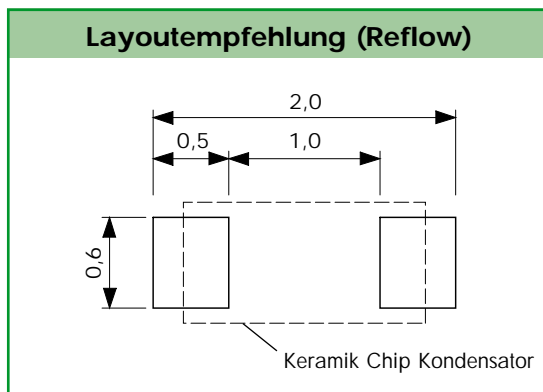 Layoutempfehlung (Reflow)
2,0
0,5
1,0
0,6
Keramik Chip Kondensator